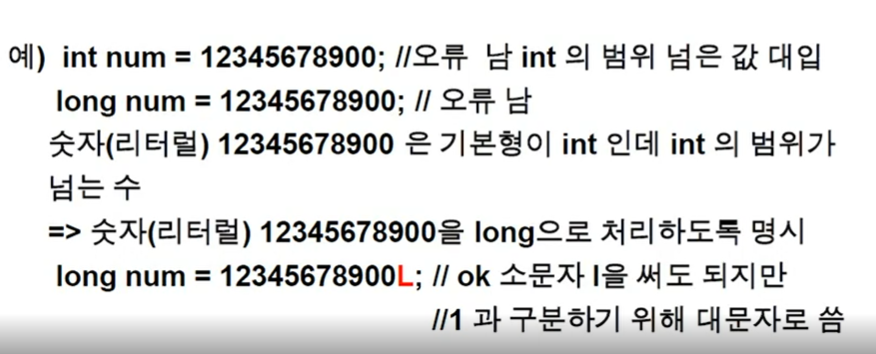 예) int num = 12345678900; //오류 남 int 의 범위 넘은 값 대입
long num = 12345678900; // 오류 남
숫자(리터럴) 12345678900 은 기본형이 int 인데 int 의 범위가
넘는 수
=> 숫자(리터럴) 12345678900을 long으로 처리하도록 명시
long num = 12345678900L; // ok 소문자 l을 써도 되지만
//1 과 구분하기 위해 대문자로 씀